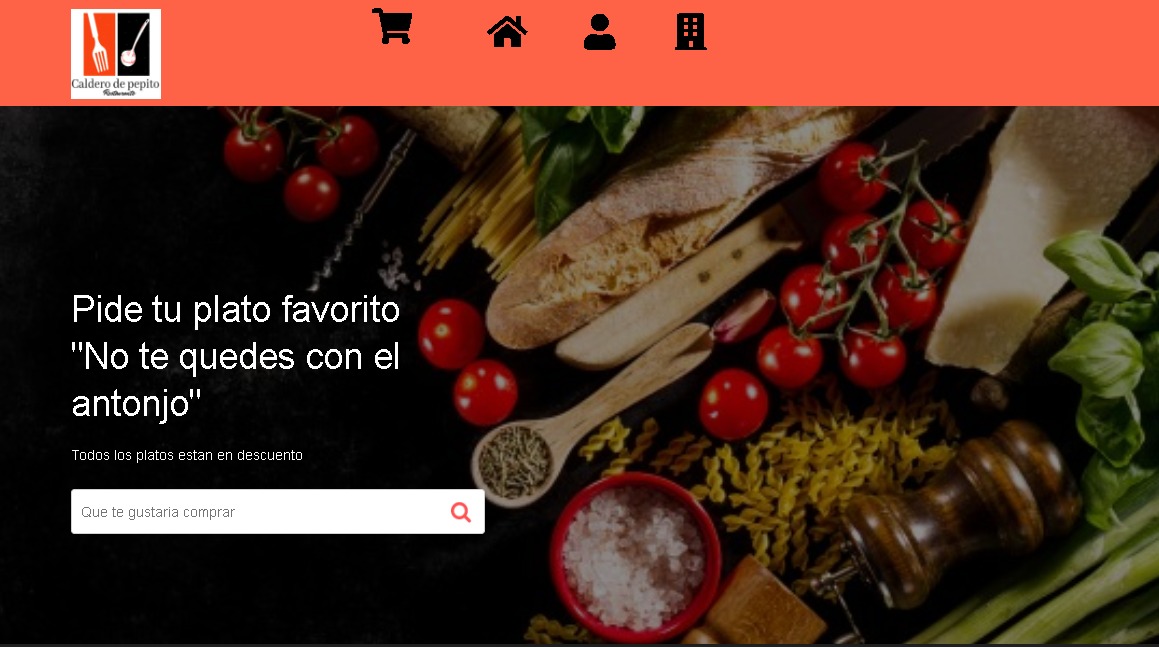 Caldero de pepito
Restaurante
Pide tu plato favorito
"No te quedes con el
antonjo"
Todos los platos estan en descuento
Que te gustaria comprar